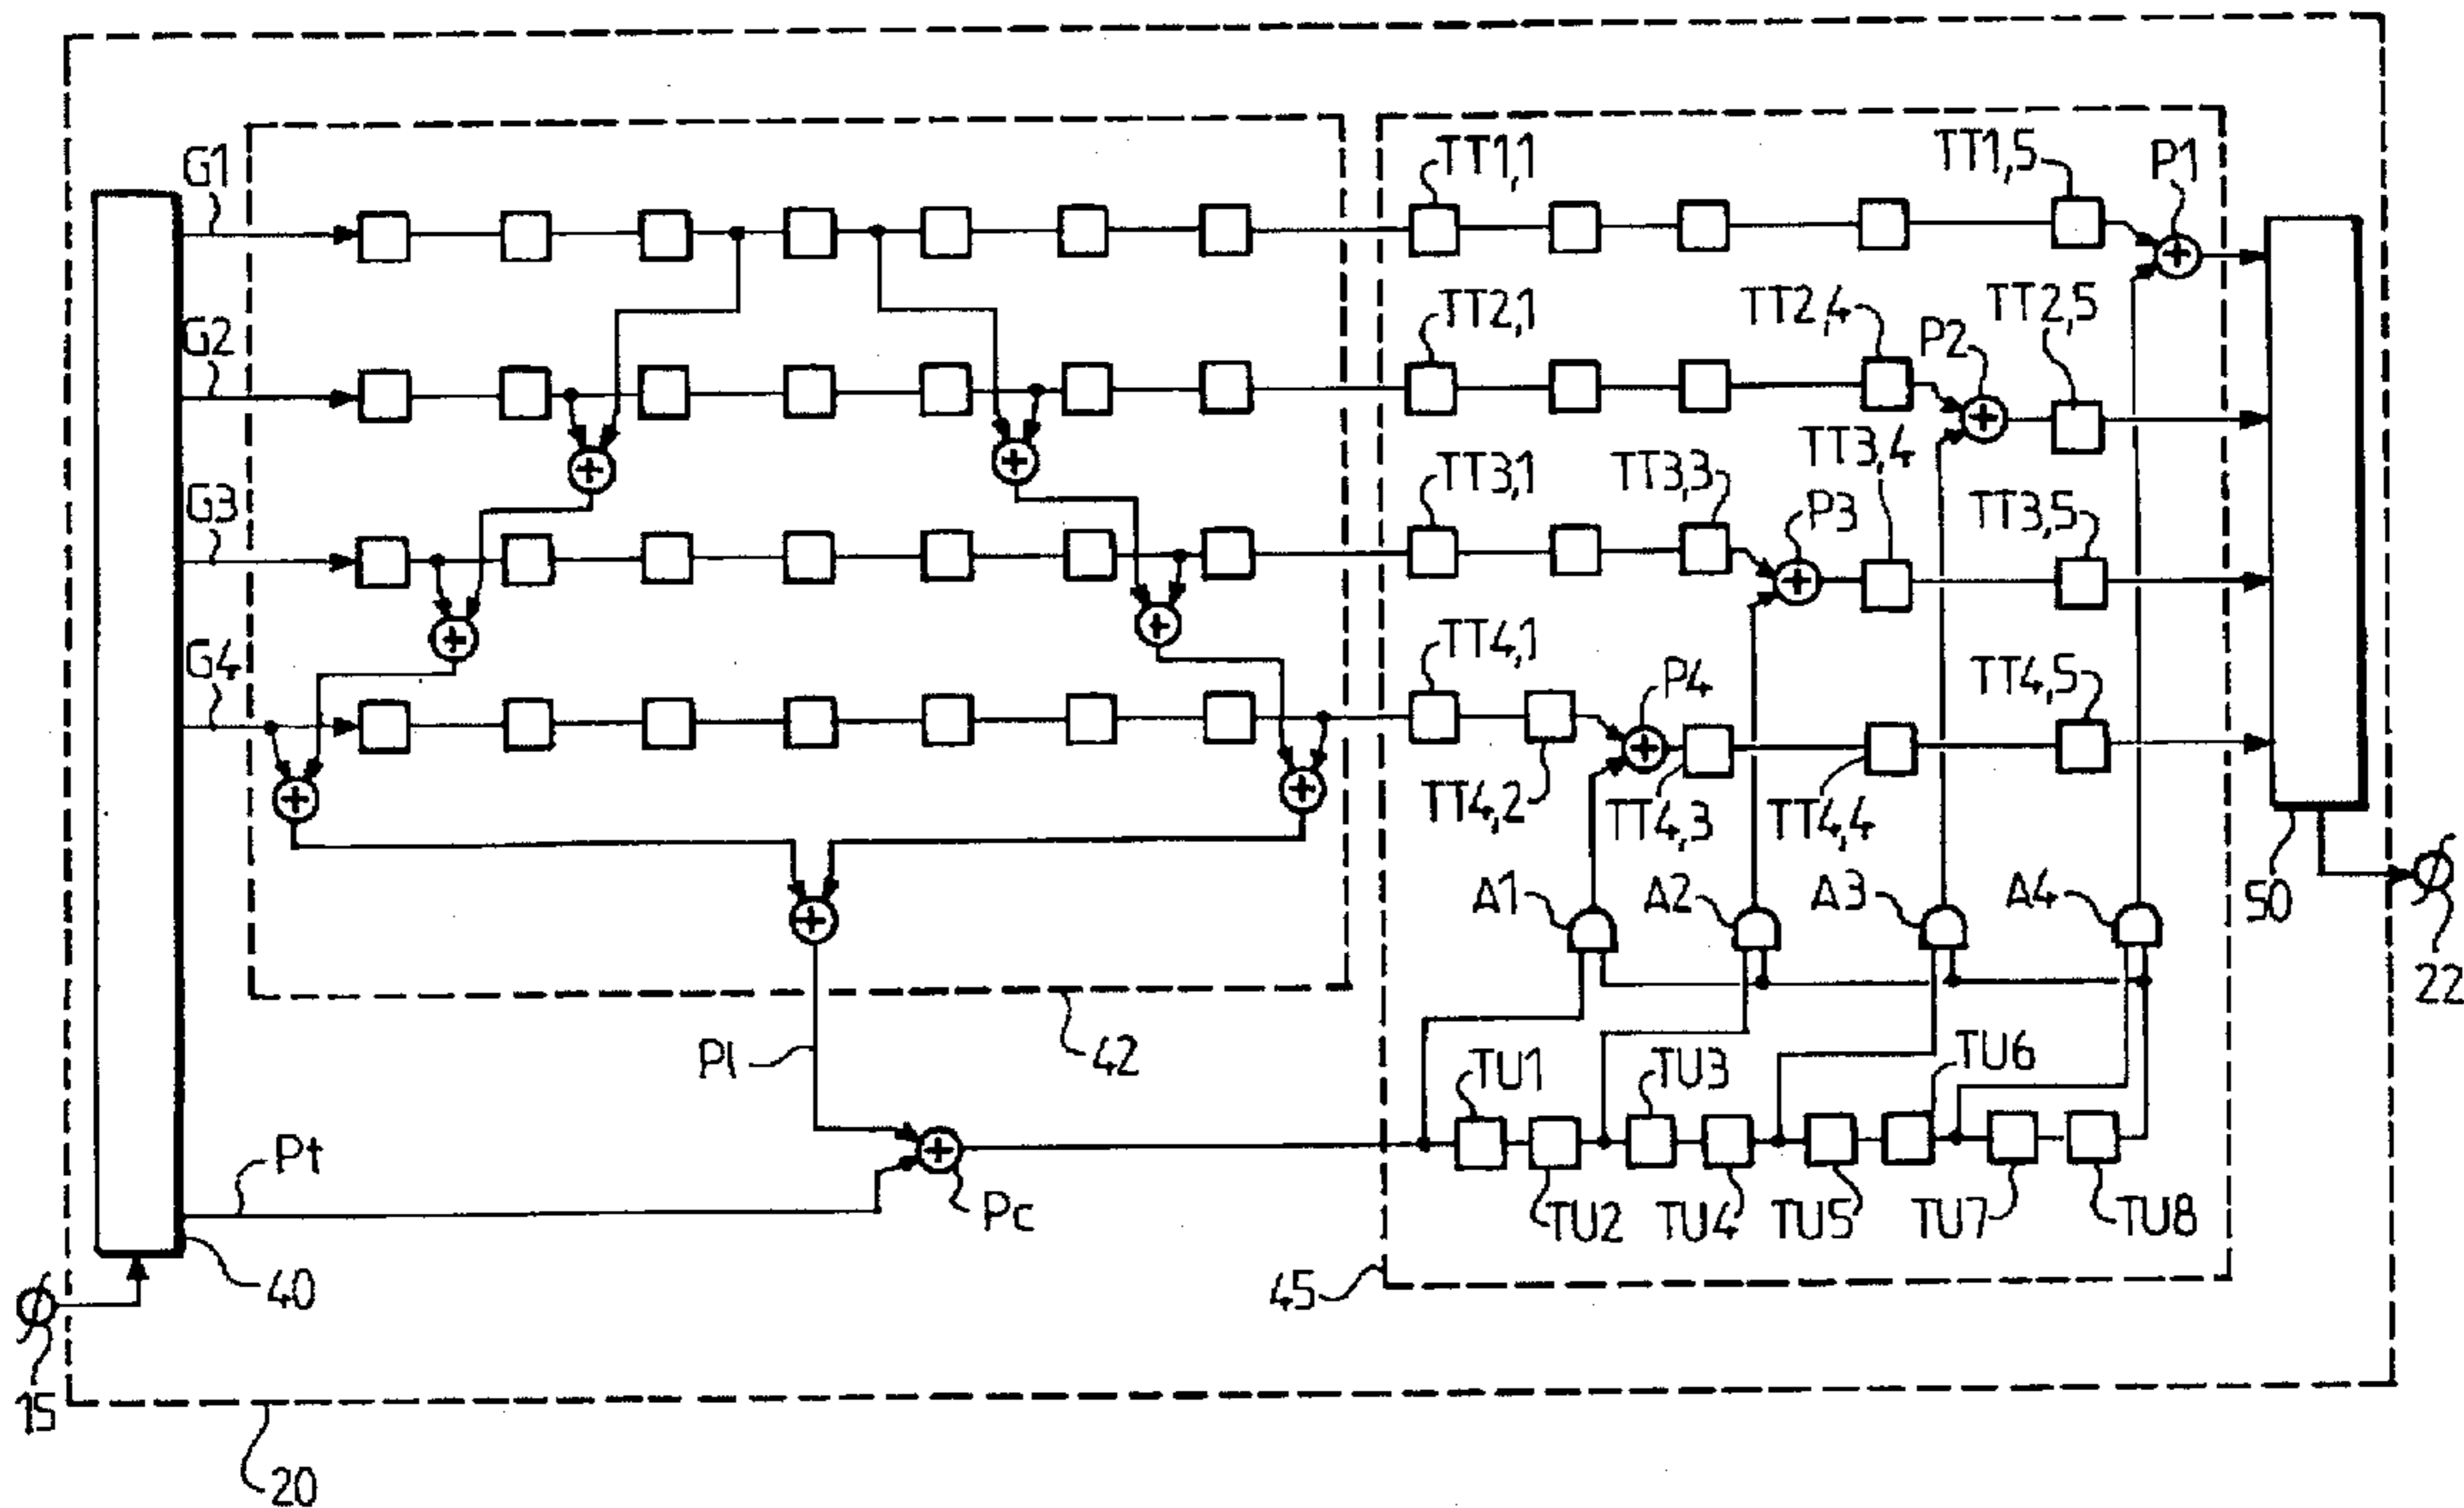 G1
TT1,1
TT1,5
P1
G2
TT2,1
TT2,4
P2
TT2,5
G3
TT3,1
TT3,3
P3
TT3,4
TT3,5
G4
TT4,1
P4
TT4,5
TT4,2
TT4,3
TT4,4
A1
A2
A3
A4
50
22
42
Pl
TU1
TU3
TU6
Pt
Pc
TU2
TU4
TU5
TU7
TU8
40
45
15
20